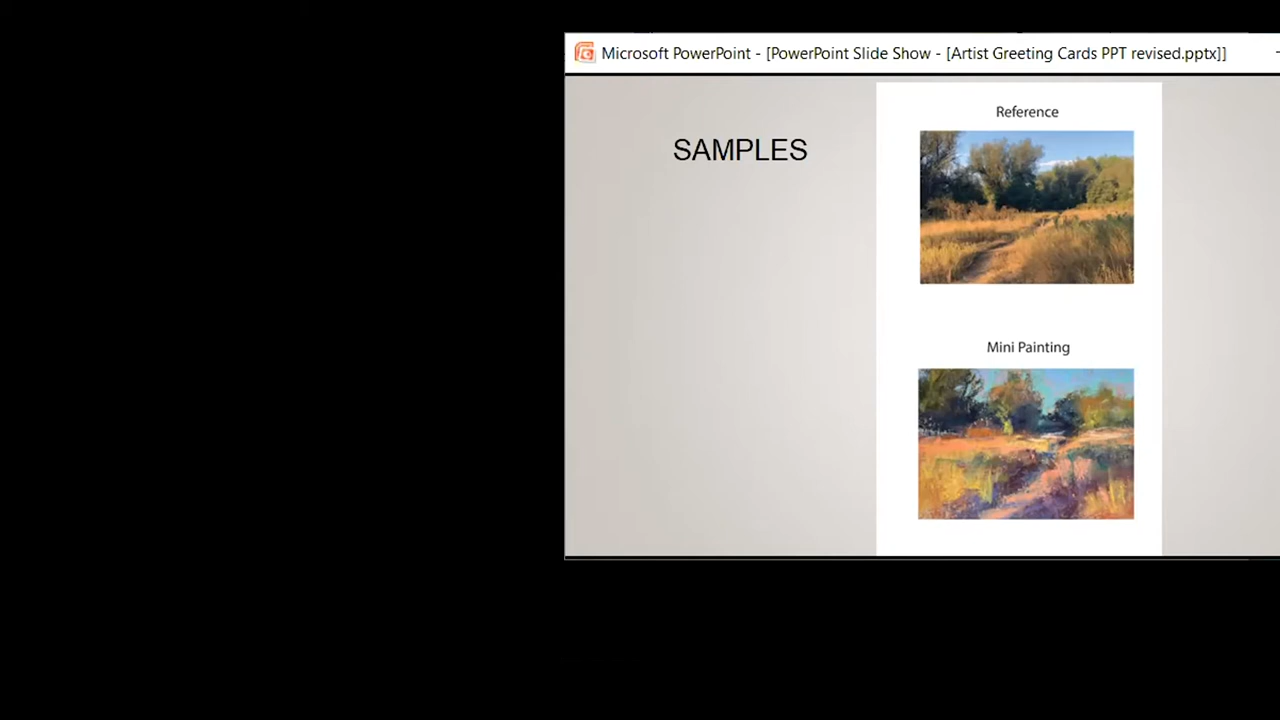 Microsoft PowerPoint - [PowerPoint Slide Show - [Artist Greeting Cards PPT revised.pptx]]
SAMPLES
Reference
Mini Painting